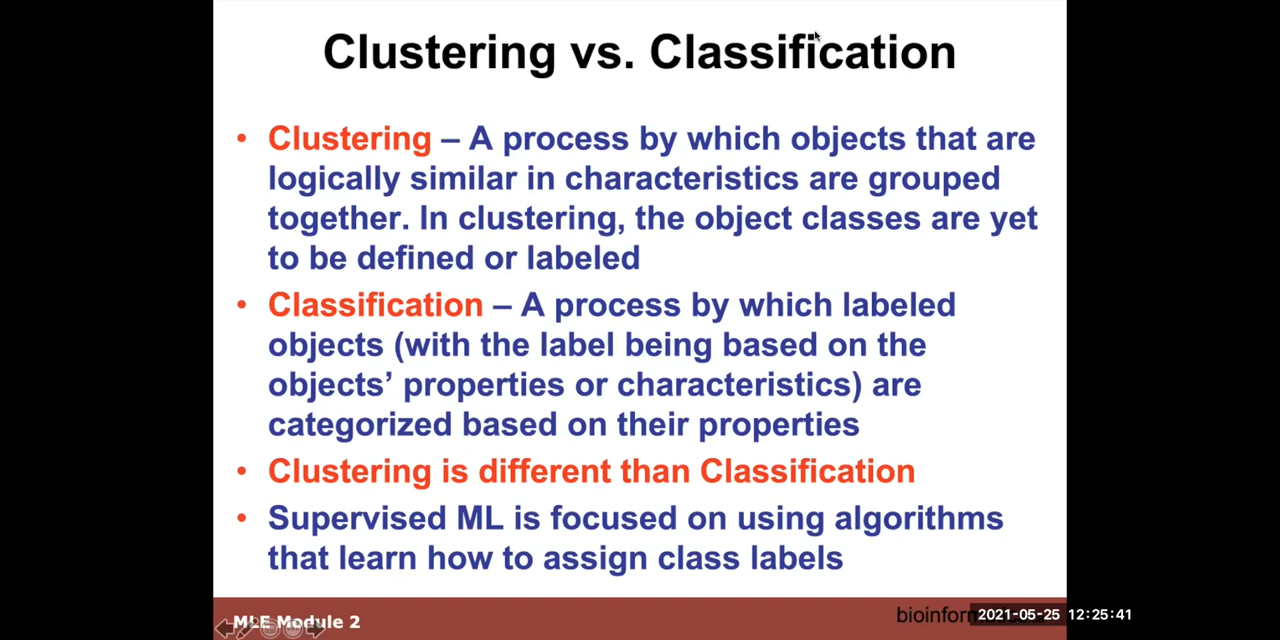 Clustering vs. Classification
• Clustering – A process by which objects that are
logically similar in characteristics are grouped
together. In clustering, the object classes are yet
to be defined or labeled
• Classification – A process by which labeled
objects (with the label being based on the
objects’ properties or characteristics) are
categorized based on their properties
• Clustering is different than Classification
• Supervised ML is focused on using algorithms
that learn how to assign class labels
MLE Module 2
2021-05-25 12:25:41